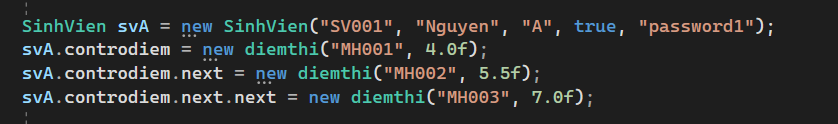 SinhVien svA = new SinhVien("SV001", "Nguyen", "A", true, "password1");
svA.controdiem = new diemthi("MH001", 4.0f);
svA.controdiem.next = new diemthi("MH002", 5.5f);
svA.controdiem.next.next = new diemthi("MH003", 7.0f);